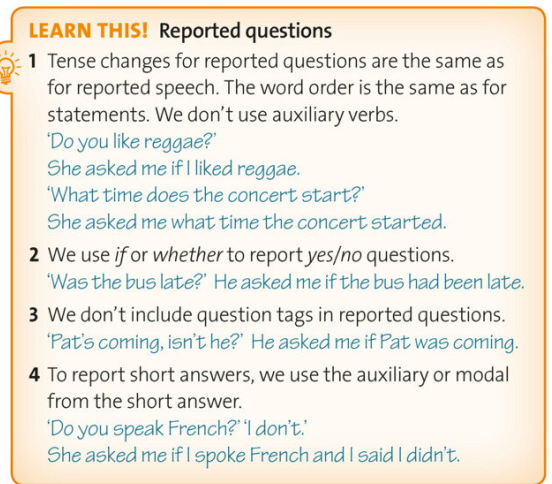 LEARN THIS! Reported questions
1 Tense changes for reported questions are the same as
for reported speech. The word order is the same as for
statements. We don't use auxiliary verbs.
‘Do you like reggae?’
She asked me if I liked reggae.
‘What time does the concert start?’
She asked me what time the concert started.
2 We use if or whether to report yes/no questions.
‘Was the bus late?’ He asked me if the bus had been late.
3 We don't include question tags in reported questions.
‘Pat's coming, isn't he?’ He asked me if Pat was coming.
4 To report short answers, we use the auxiliary or modal
from the short answer.
‘Do you speak French?’ ‘I don't.’
She asked me if I spoke French and I said I didn't.